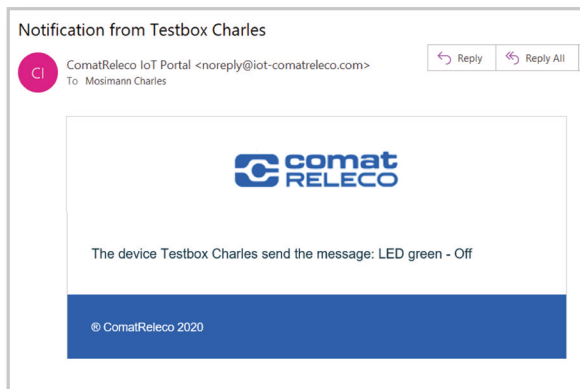 Notification from Testbox Charles
CI
ComatReleco IoT Portal <noreply@iot-comatreleco.com>
To Mosimann Charles
Reply
Reply All
comat
RELECO
The device Testbox Charles send the message: LED green - Off
® ComatReleco 2020